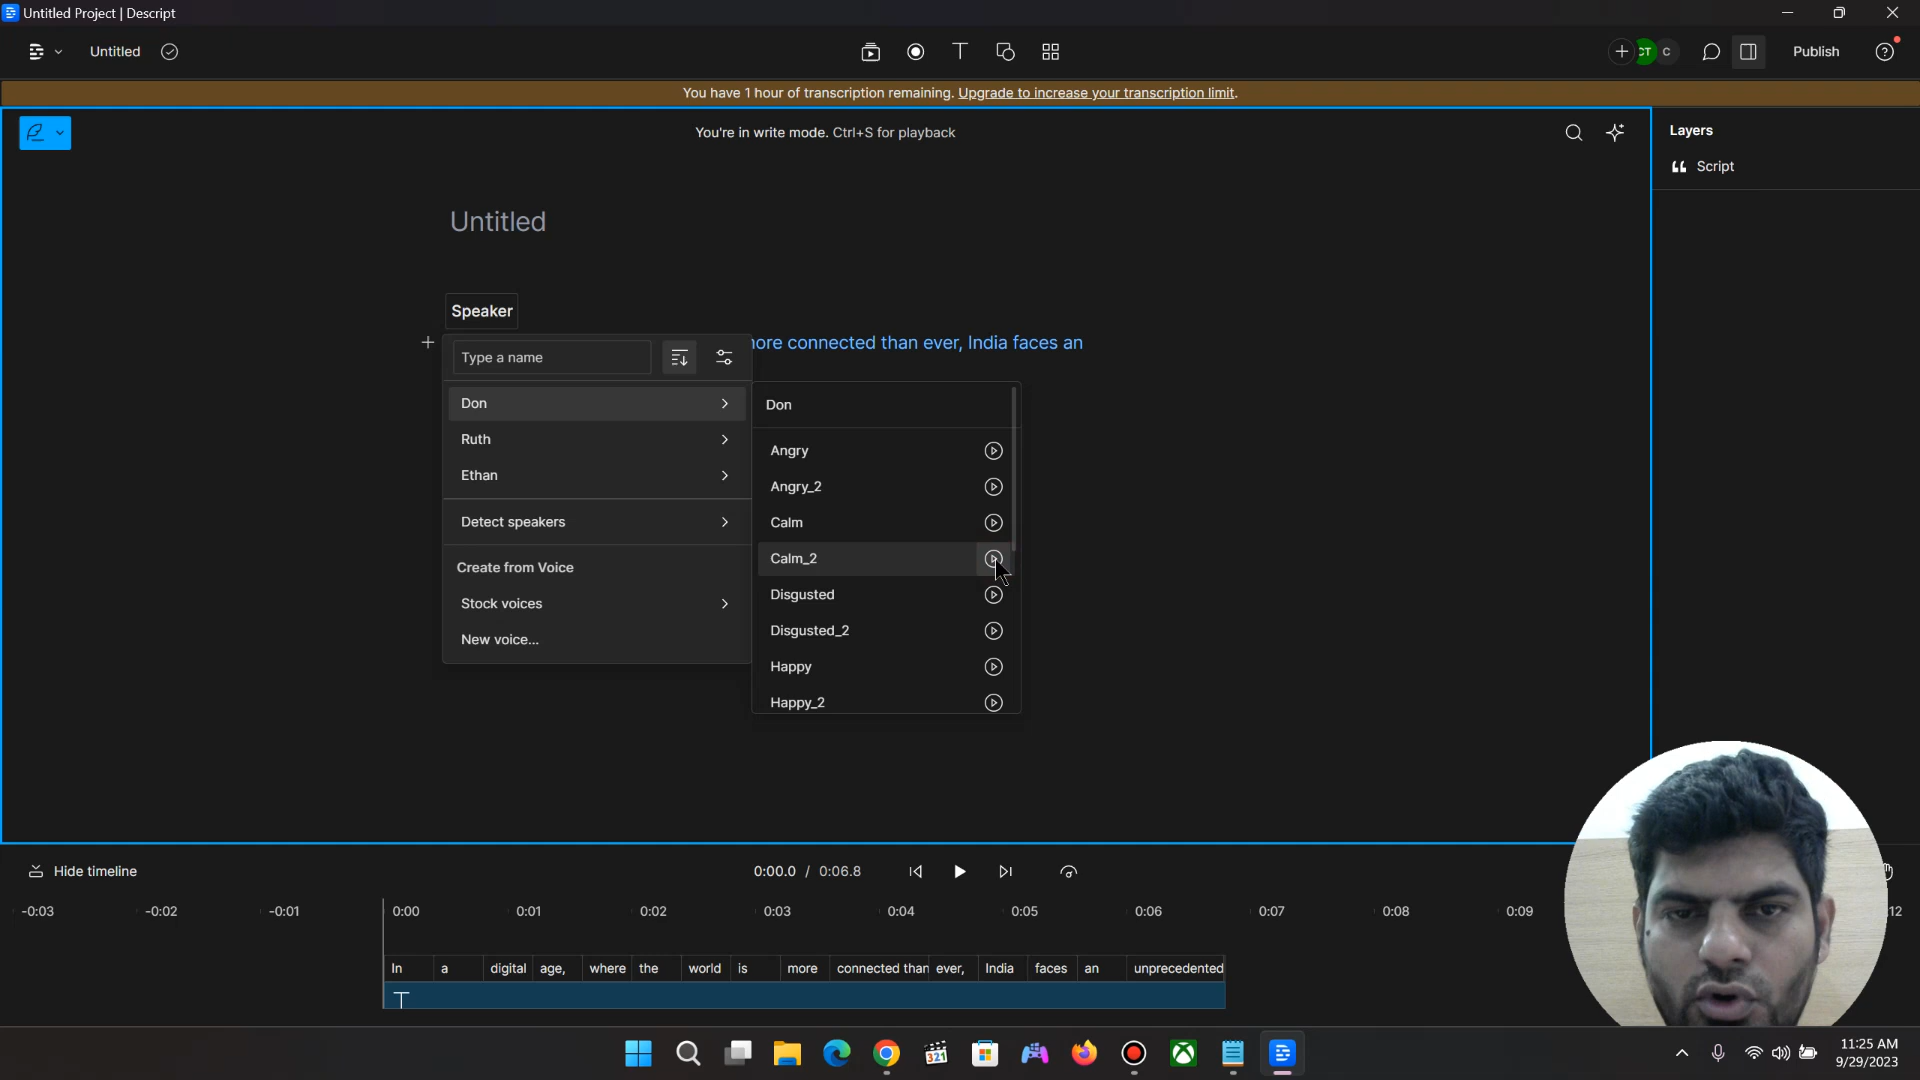 Untitled Project | Descript
Untitled
CT
C
Publish
You have 1 hour of transcription remaining. Upgrade to increase your transcription limit.
You're in write mode. Ctrl+S for playback
Layers
Script
Untitled
Speaker
more connected than ever, India faces an
Type a name
Don
Ruth
Ethan
Detect speakers
Create from Voice
Stock voices
New voice...
Don
Angry
Angry_2
Calm
Calm_2
Disgusted
Disgusted_2
Happy
Happy_2
Hide timeline
0:00.0 / 0:06.8
-0:03 -0:02 -0:01 0:00 0:01 0:02 0:03 0:04 0:05 0:06 0:07 0:08 0:09 12
In a digital age, where the world is more connected than ever, India faces an unprecedented
T
321
11:25 AM
9/29/2023